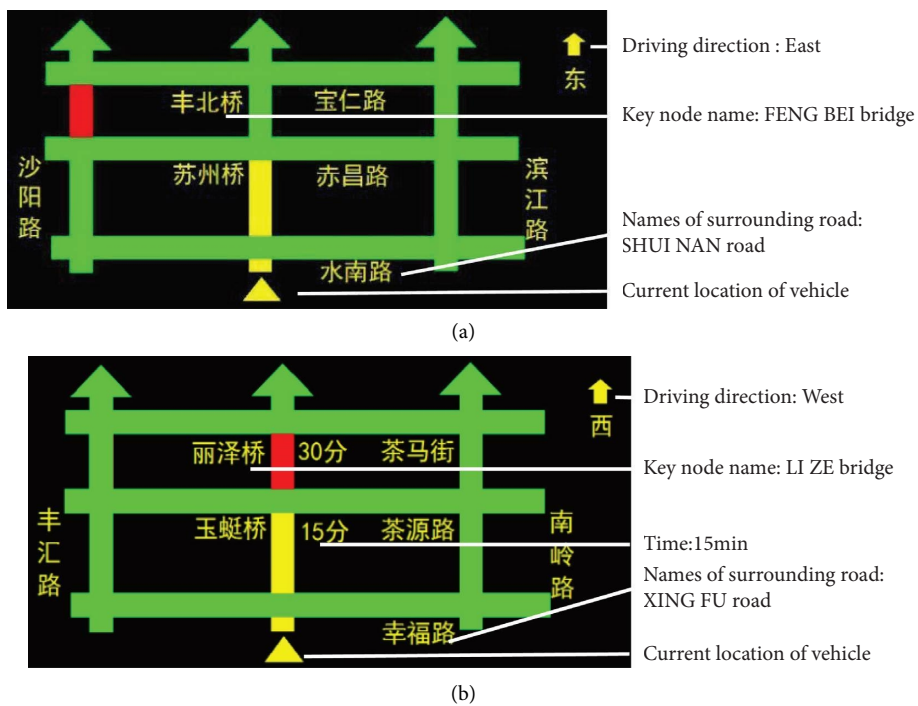 Driving direction : East
东
丰北桥
宝仁路
Key node name: FENG BEI bridge
沙阳路
苏州桥
赤昌路
滨江路
Names of surrounding road:
SHUI NAN road
水南路
Current location of vehicle
(a)
Driving direction: West
西
丽泽桥
30分
茶马街
Key node name: LI ZE bridge
丰汇路
玉蜓桥
15分
茶源路
南岭路
Time:15min
Names of surrounding road:
XING FU road
幸福路
Current location of vehicle
(b)